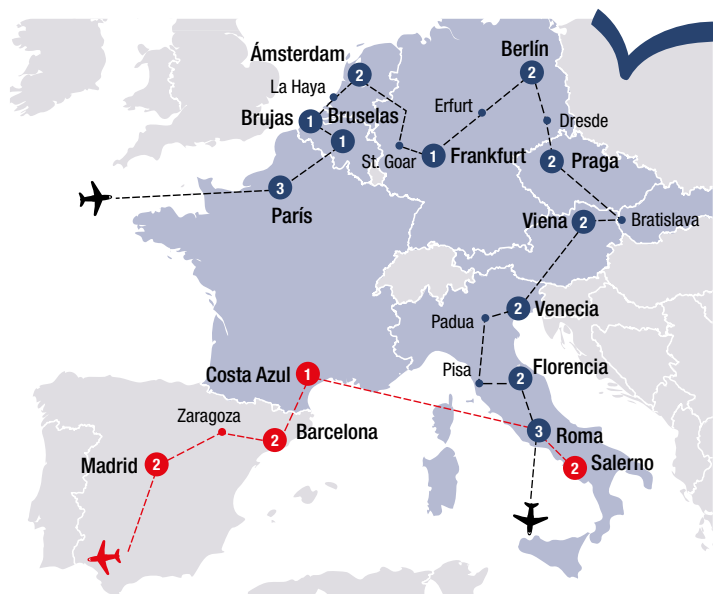 Ámsterdam
2
La Haya
Brujas
1
Bruselas
1
París
3
St. Goar
1
Frankfurt
Erfurt
Berlín
2
Dresde
2
Praga
Viena
2
Bratislava
2
Venecia
Padua
Pisa
2
Florencia
3
Roma
2
Salerno
Costa Azul
1
Zaragoza
2
Barcelona
Madrid
2